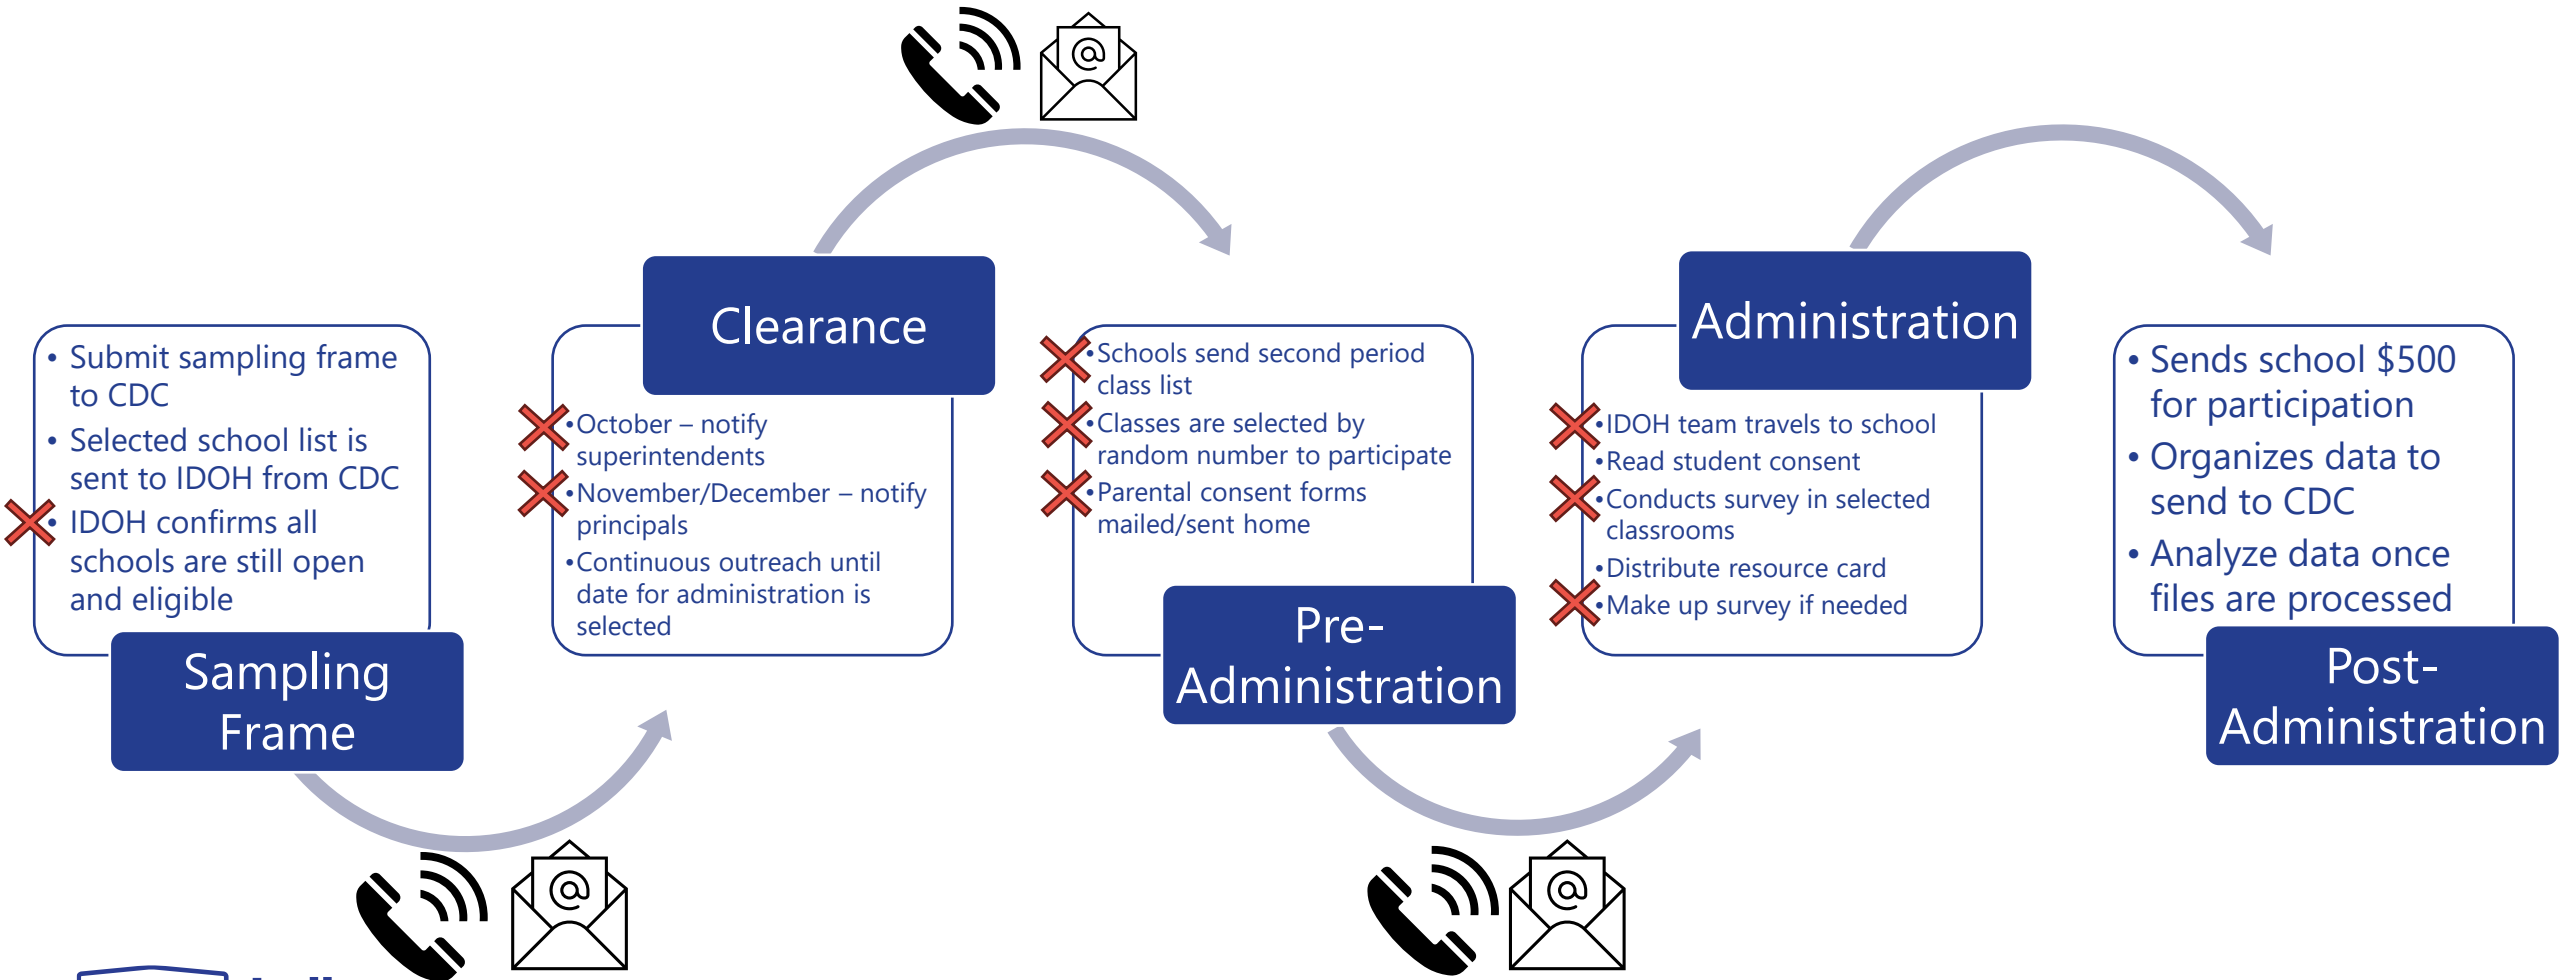 • Submit sampling frame
to CDC
• Selected school list is
sent to IDOH from CDC
• IDOH confirms all
schools are still open
and eligible
Sampling
Frame
Clearance
•October – notify
superintendents
•November/December – notify
principals
•Continuous outreach until
date for administration is
selected
•Schools send second period
class list
•Classes are selected by
random number to participate
•Parental consent forms
mailed/sent home
Pre-
Administration
Administration
•IDOH team travels to school
•Read student consent
•Conducts survey in selected
classrooms
•Distribute resource card
•Make up survey if needed
• Sends school $500
for participation
• Organizes data to
send to CDC
• Analyze data once
files are processed
Post-
Administration
@
@
@